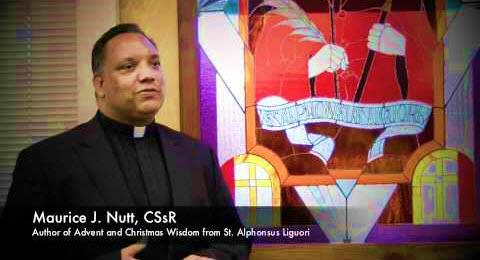 Maurice J. Nutt, CSsR
Author of Advent and Christmas Wisdom from St. Alphonsus Liguori